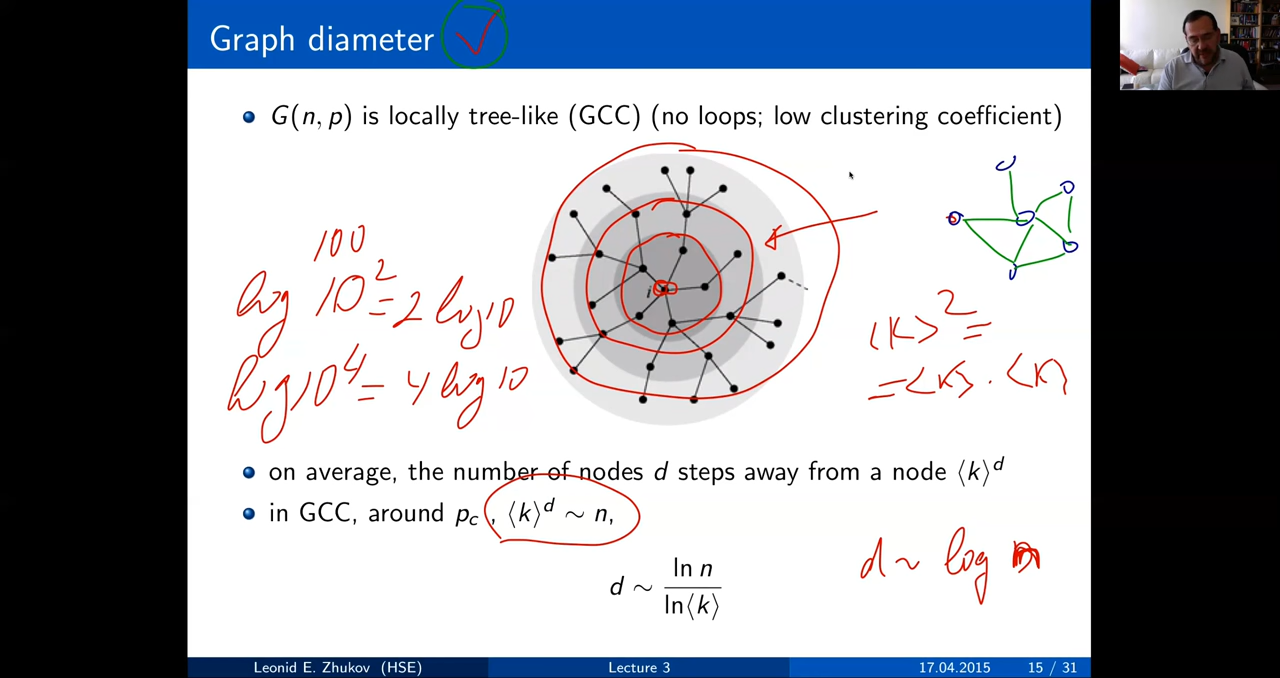 Graph diameter
G(n, p) is locally tree-like (GCC) (no loops; low clustering coefficient)
100
log 10² = 2 log 10
log 10⁴ = 4 log 10
i
⟨k⟩² =
= ⟨k⟩ · ⟨k⟩
on average, the number of nodes d steps away from a node ⟨k⟩ᵈ
in GCC, around p_c, ⟨k⟩ᵈ ∼ n,
d ∼ ln n / ln⟨k⟩
d ~ log n
Leonid E. Zhukov (HSE) Lecture 3 17.04.2015 15 / 31